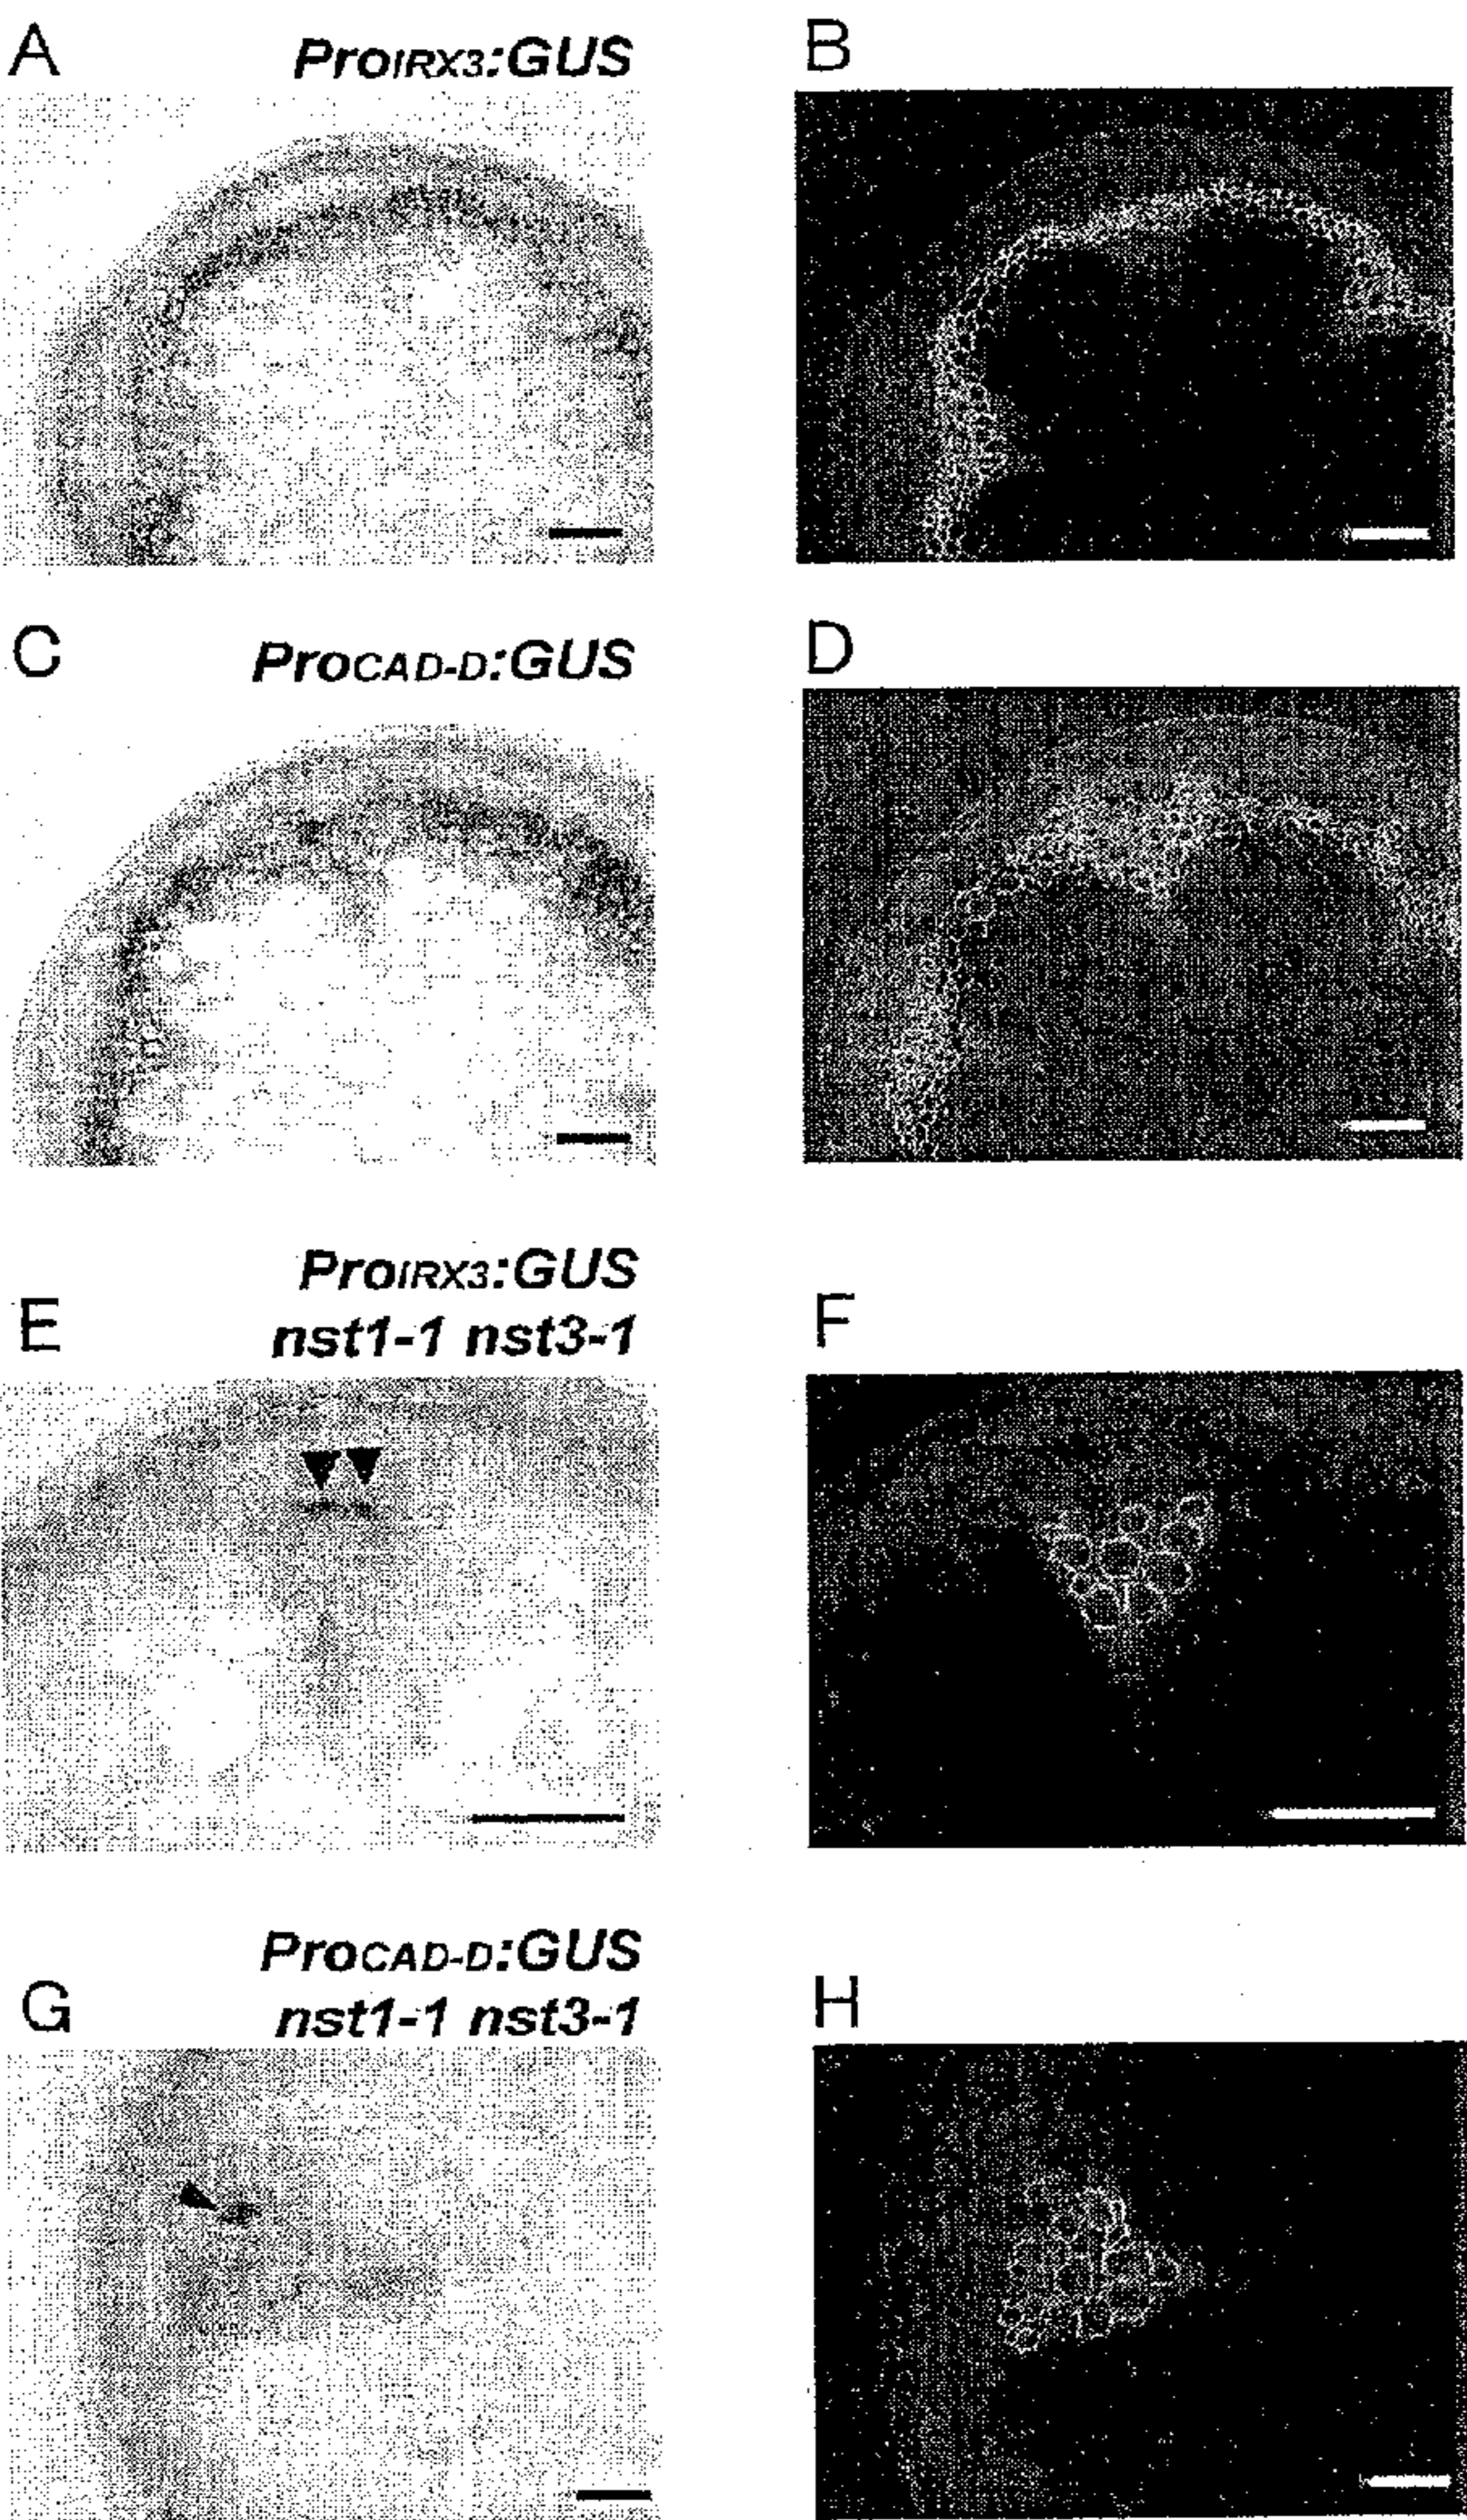 A ProIRX3:GUS B
C ProCAD-D:GUS D
ProIRX3:GUS
E nst1-1 nst3-1 F
ProCAD-D:GUS
G nst1-1 nst3-1 H